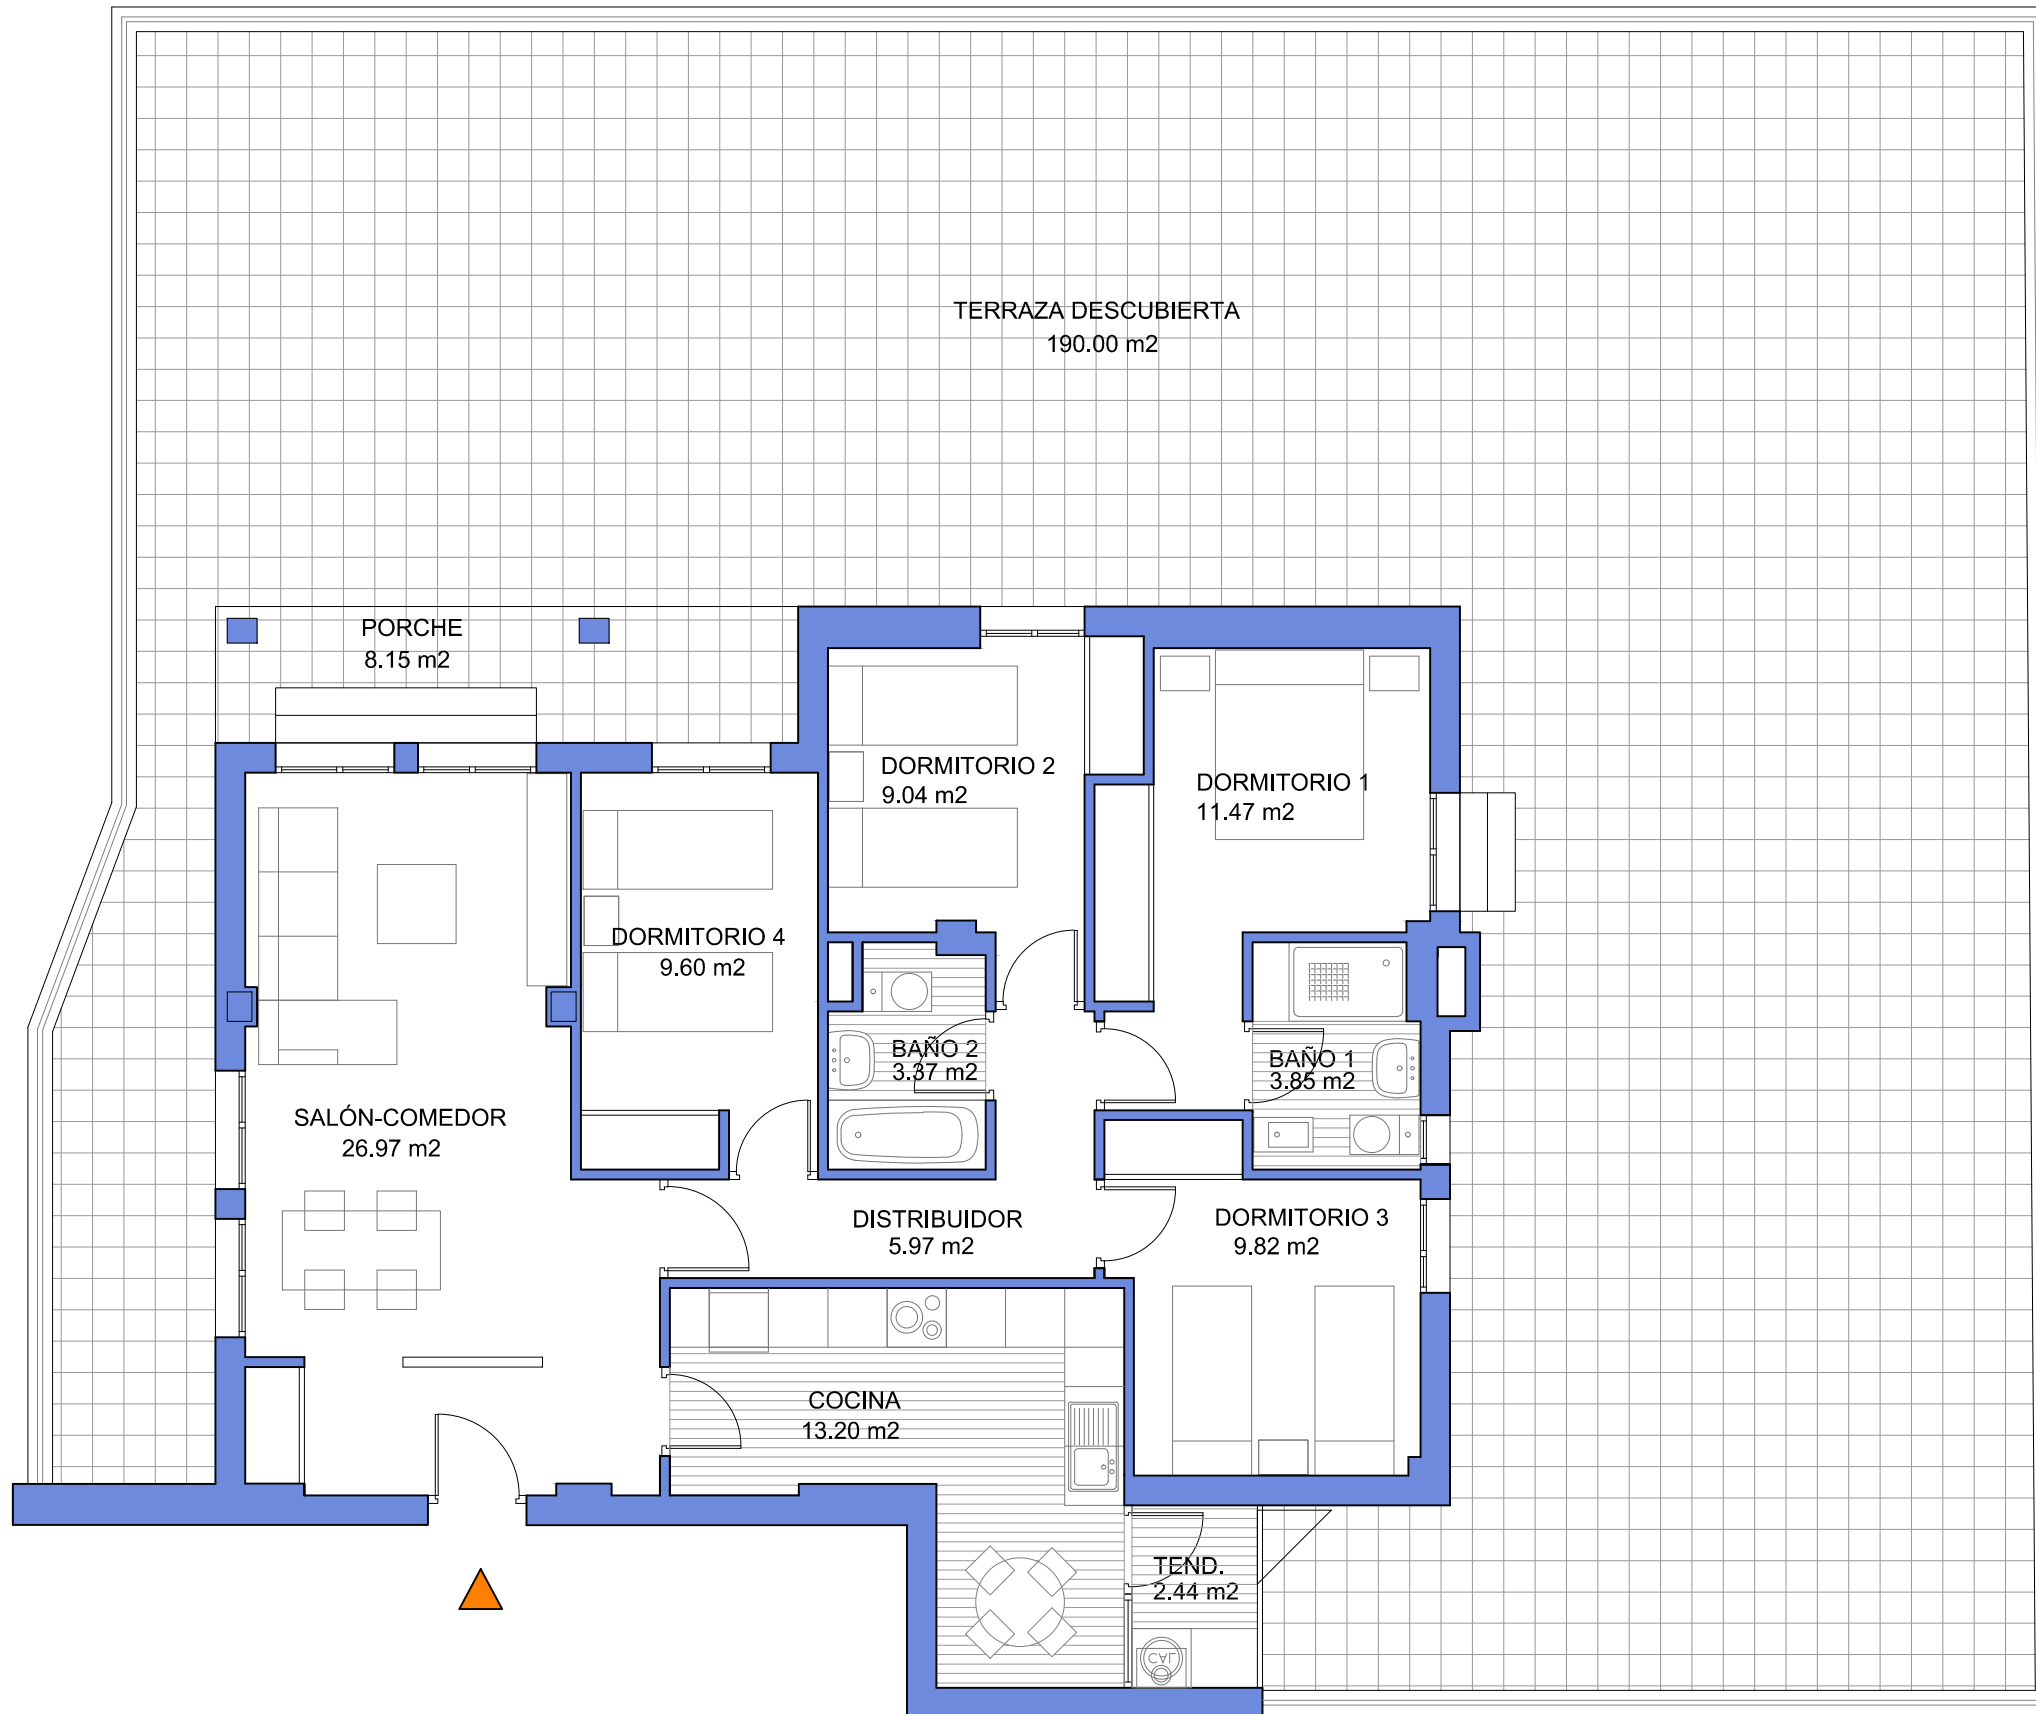 TERRAZA DESCUBIERTA
190.00 m2
PORCHE
8.15 m2
DORMITORIO 2
9.04 m2
DORMITORIO 1
11.47 m2
DORMITORIO 4
9.60 m2
BAÑO 2
3.37 m2
BAÑO 1
3.85 m2
SALÓN-COMEDOR
26.97 m2
DISTRIBUIDOR
5.97 m2
DORMITORIO 3
9.82 m2
COCINA
13.20 m2
TEND.
2.44 m2
CAL